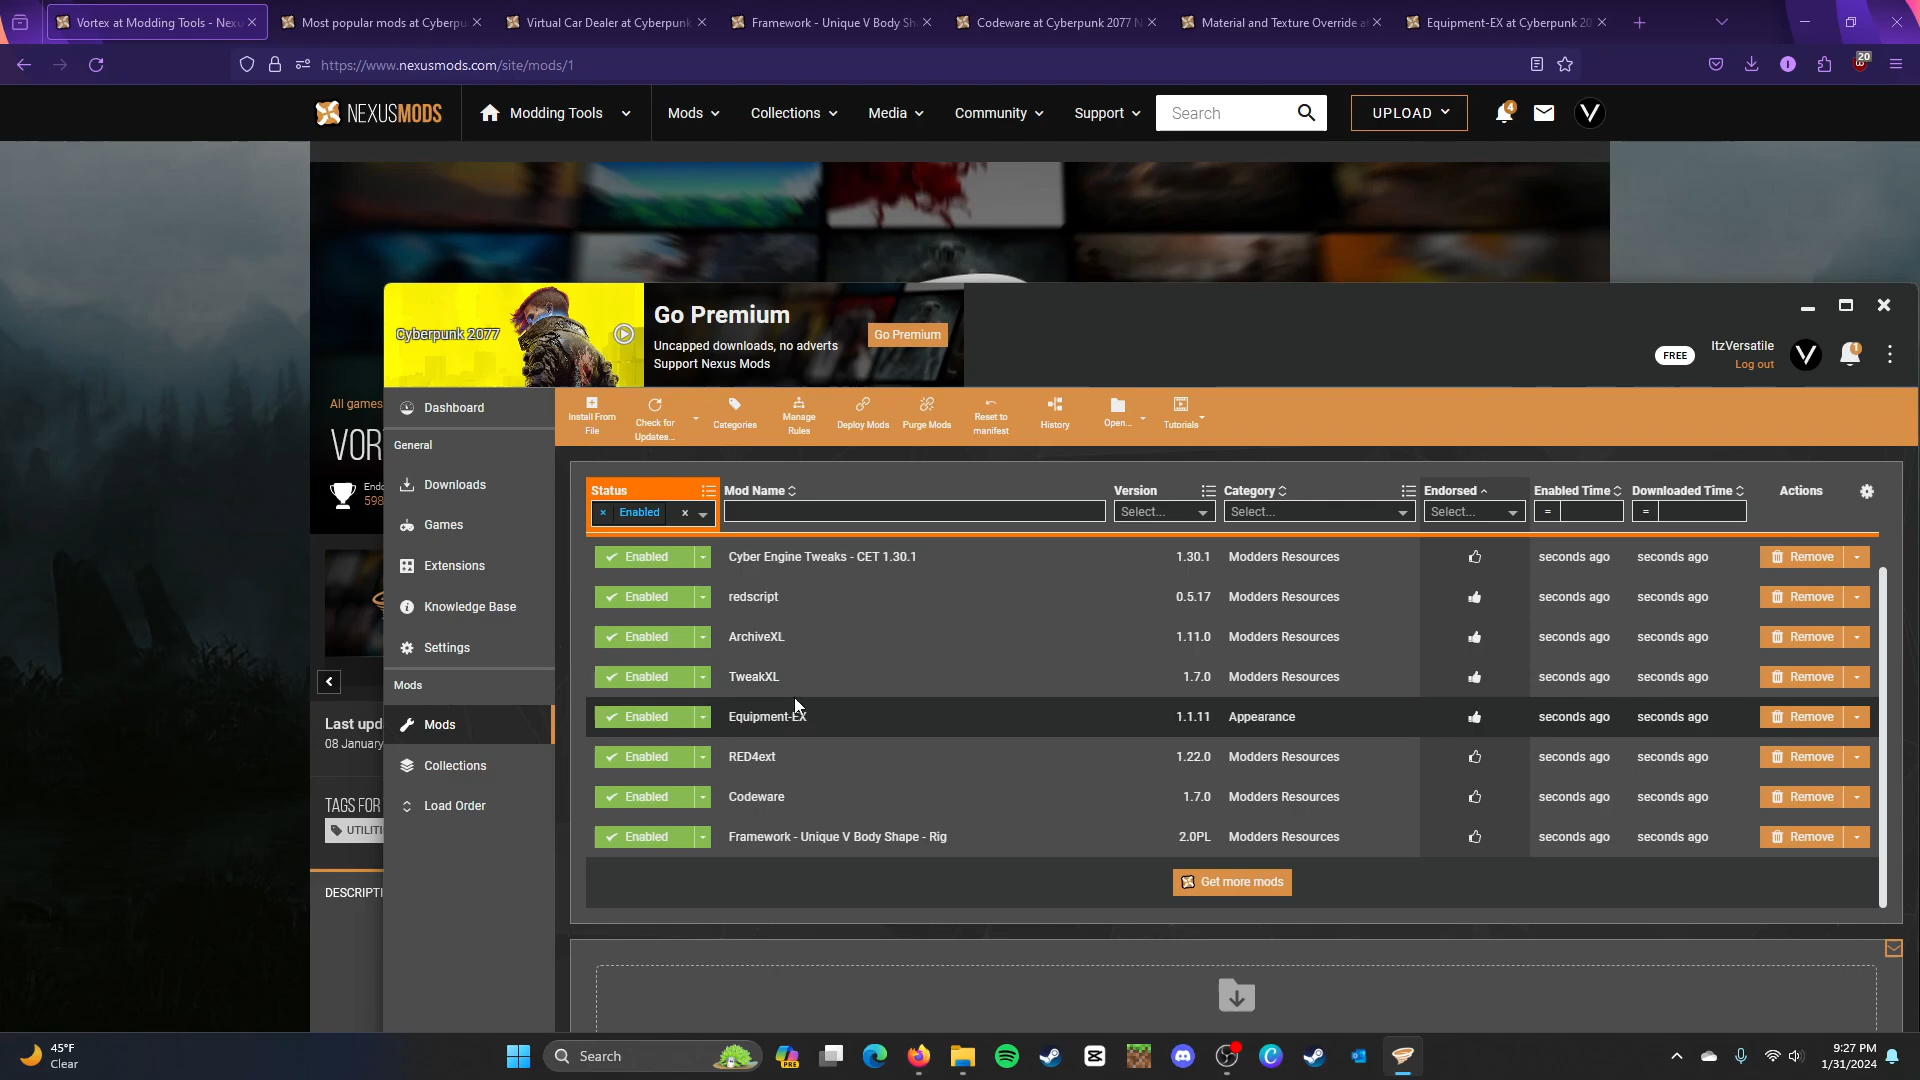 Vortex at Modding Tools - Nexu
Most popular mods at Cyberpu
Virtual Car Dealer at Cyberpunk
Framework - Unique V Body Sh
Codeware at Cyberpunk 2077 N
Material and Texture Override a
Equipment-EX at Cyberpunk 20
https://www.nexusmods.com/site/mods/1
20
NEXUSMODS
Modding Tools
Mods
Collections
Media
Community
Support
Search
UPLOAD
4
Cyberpunk 2077
Go Premium
Uncapped downloads, no adverts
Support Nexus Mods
Go Premium
FREE
ItzVersatile
Log out
1
All games
VOR
Endo
598
Last upd
08 January
TAGS FOR
UTILITI
DESCRIPTI
Dashboard
General
Downloads
Games
Extensions
Knowledge Base
Settings
Mods
Mods
Collections
Load Order
Install From File
Check for Updates...
Categories
Manage Rules
Deploy Mods
Purge Mods
Reset to manifest
History
Open...
Tutorials
Status Mod Name Version Category Endorsed Enabled Time Downloaded Time Actions
× Enabled × Select... Select... Select... = =
Enabled Cyber Engine Tweaks - CET 1.30.1 1.30.1 Modders Resources seconds ago seconds ago Remove
Enabled redscript 0.5.17 Modders Resources seconds ago seconds ago Remove
Enabled ArchiveXL 1.11.0 Modders Resources seconds ago seconds ago Remove
Enabled TweakXL 1.7.0 Modders Resources seconds ago seconds ago Remove
Enabled Equipment-EX 1.1.11 Appearance seconds ago seconds ago Remove
Enabled RED4ext 1.22.0 Modders Resources seconds ago seconds ago Remove
Enabled Codeware 1.7.0 Modders Resources seconds ago seconds ago Remove
Enabled Framework - Unique V Body Shape - Rig 2.0PL Modders Resources seconds ago seconds ago Remove
Get more mods
45°F
Clear
Search
PRE
9:27 PM
1/31/2024